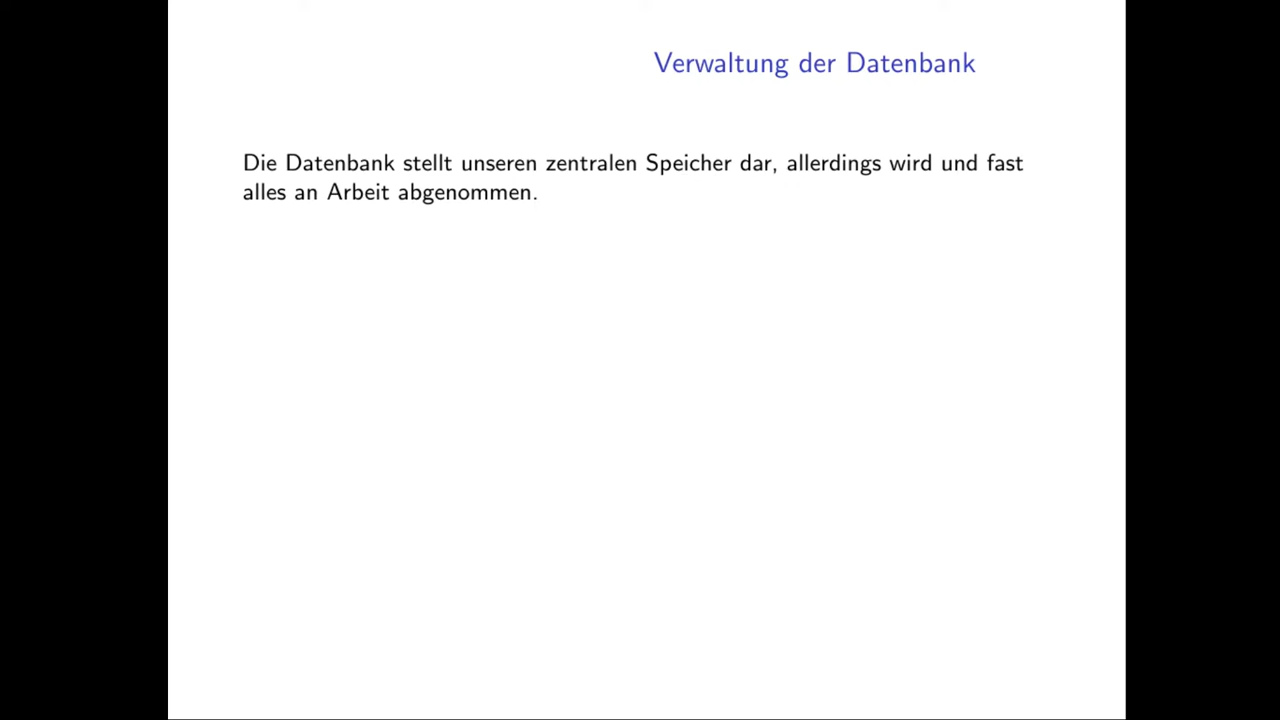 Verwaltung der Datenbank
Die Datenbank stellt unseren zentralen Speicher dar, allerdings wird und fast
alles an Arbeit abgenommen.